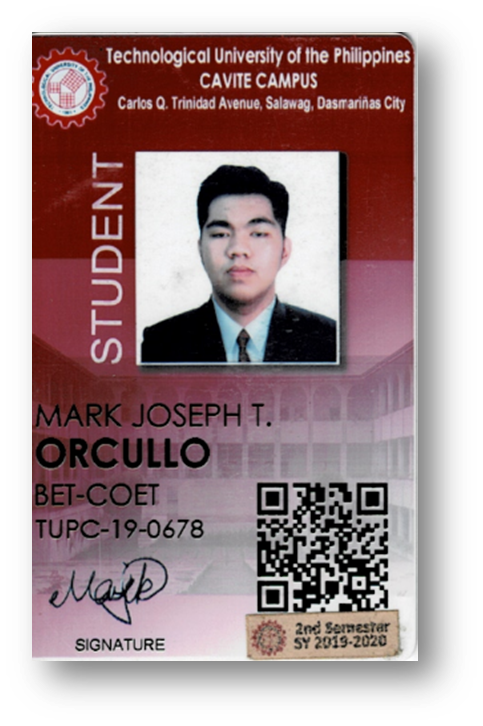 Technological University of the Philippines
CAVITE CAMPUS
Carlos Q. Trinidad Avenue, Salawag, Dasmariñas City
STUDENT
MARK JOSEPH T.
ORCULLO
BET-COET
TUPC-19-0678
SIGNATURE
2nd Semester
SY 2019-2020